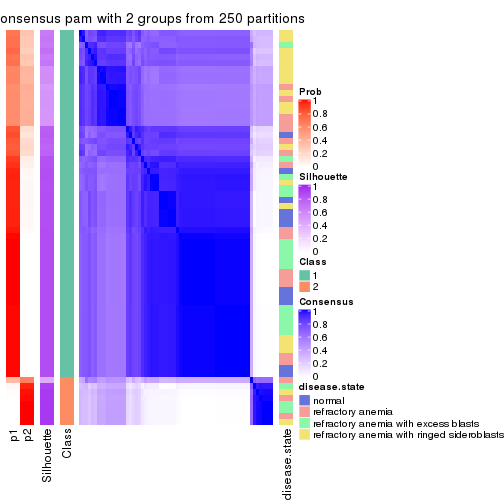 onsensus pam with 2 groups from 250 partitions
Prob
1
0.8
0.6
0.4
0.2
0
Silhouette
1
0.8
0.6
0.4
0.2
0
Class
1
2
Consensus
1
0.8
0.6
0.4
0.2
0
disease.state
normal
refractory anemia
refractory anemia with excess blasts
refractory anemia with ringed sideroblasts
p1
p2
Silhouette
Class
disease.state